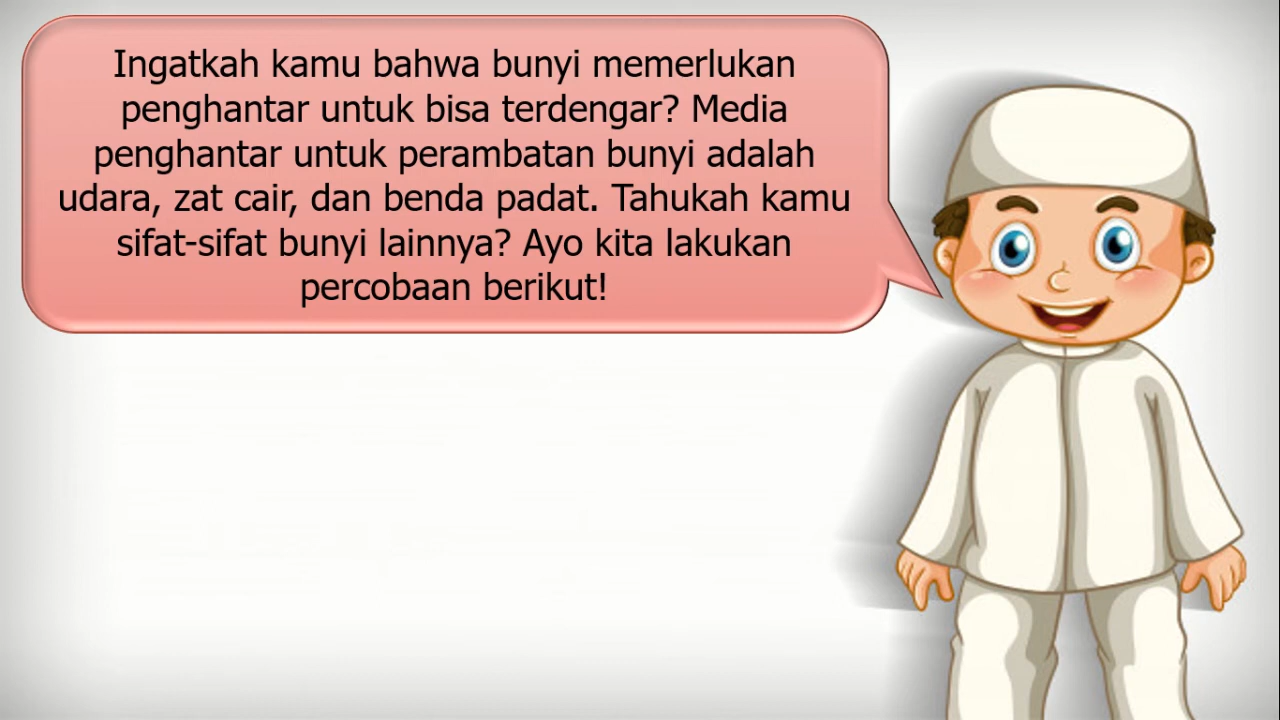 Ingatkah kamu bahwa bunyi memerlukan
penghantar untuk bisa terdengar? Media
penghantar untuk perambatan bunyi adalah
udara, zat cair, dan benda padat. Tahukah kamu
sifat-sifat bunyi lainnya? Ayo kita lakukan
percobaan berikut!